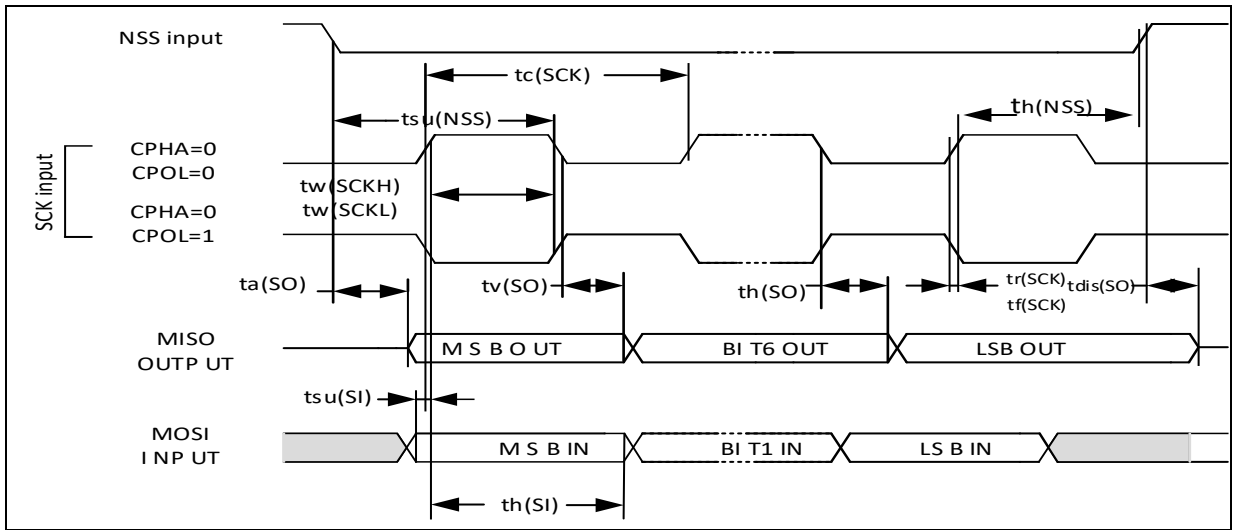 NSS input
tc(SCK)
tsu(NSS)
th(NSS)
SCK input
CPHA=0
CPOL=0
tw(SCKH)
tw(SCKL)
CPHA=0
CPOL=1
ta(SO)
tv(SO)
th(SO)
tr(SCK)
tf(SCK)
tdis(SO)
MISO
OUTP UT
M S B O UT
BI T6 OUT
LSB OUT
tsu(SI)
MOSI
I NP UT
M S B IN
BI T1 IN
LS B IN
th(SI)